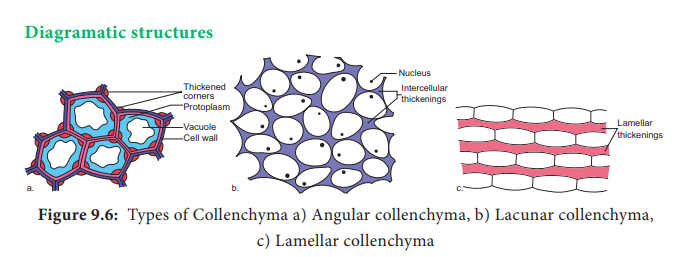 Diagramatic structures
Thickened
corners
Protoplasm
Vacuole
Cell wall
a.
Nucleus
Intercellular
thickenings
b.
Lamellar
thickenings
c.
Figure 9.6: Types of Collenchyma a) Angular collenchyma, b) Lacunar collenchyma,
c) Lamellar collenchyma